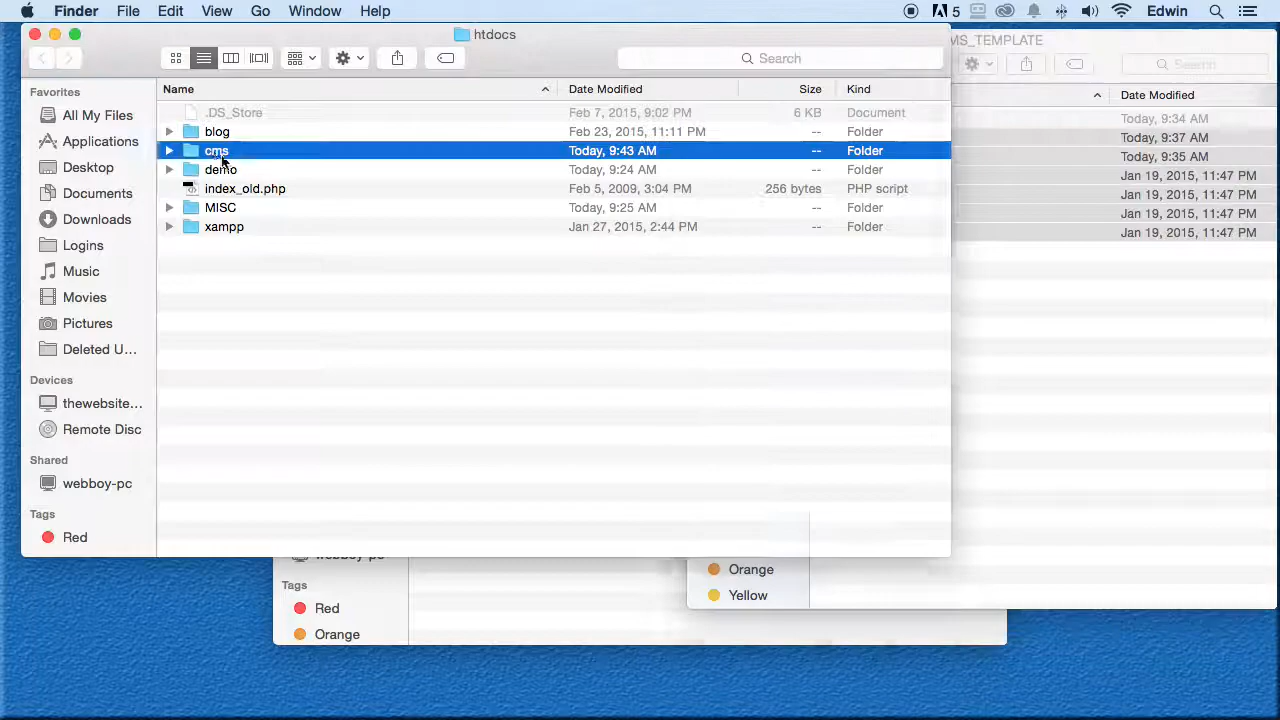 Finder File Edit View Go Window Help 5 Edwin
htdocs
Search
MS_TEMPLATE
Search
Favorites
All My Files
Applications
Desktop
Documents
Downloads
Logins
Music
Movies
Pictures
Deleted U...
Devices
thewebsite...
Remote Disc
Shared
webboy-pc
Tags
Red
Name Date Modified Size Kind
.DS_Store Feb 7, 2015, 9:02 PM 6 KB Document
blog Feb 23, 2015, 11:11 PM -- Folder
cms Today, 9:43 AM -- Folder
demo Today, 9:24 AM -- Folder
index_old.php Feb 5, 2009, 3:04 PM 256 bytes PHP script
MISC Today, 9:25 AM -- Folder
xampp Jan 27, 2015, 2:44 PM -- Folder
Date Modified
Today, 9:34 AM
Today, 9:37 AM
Today, 9:35 AM
Jan 19, 2015, 11:47 PM
Jan 19, 2015, 11:47 PM
Jan 19, 2015, 11:47 PM
Jan 19, 2015, 11:47 PM
webboy-pc
Tags
Red
Orange
Orange
Yellow